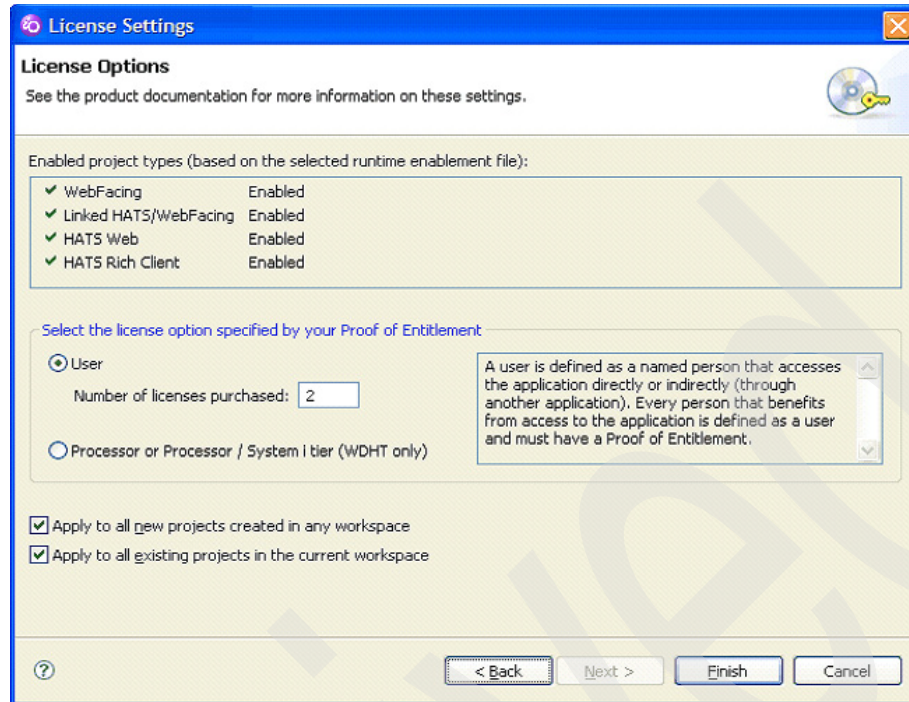 License Settings
License Options
See the product documentation for more information on these settings.
Enabled project types (based on the selected runtime enablement file):
WebFacing Enabled
Linked HATS/WebFacing Enabled
HATS Web Enabled
HATS Rich Client Enabled
Select the license option specified by your Proof of Entitlement
User
Number of licenses purchased: 2
A user is defined as a named person that accesses
the application directly or indirectly (through
another application). Every person that benefits
from access to the application is defined as a user
and must have a Proof of Entitlement.
Processor or Processor / System i tier (WDHT only)
Apply to all new projects created in any workspace
Apply to all existing projects in the current workspace
? < Back Next > Finish Cancel